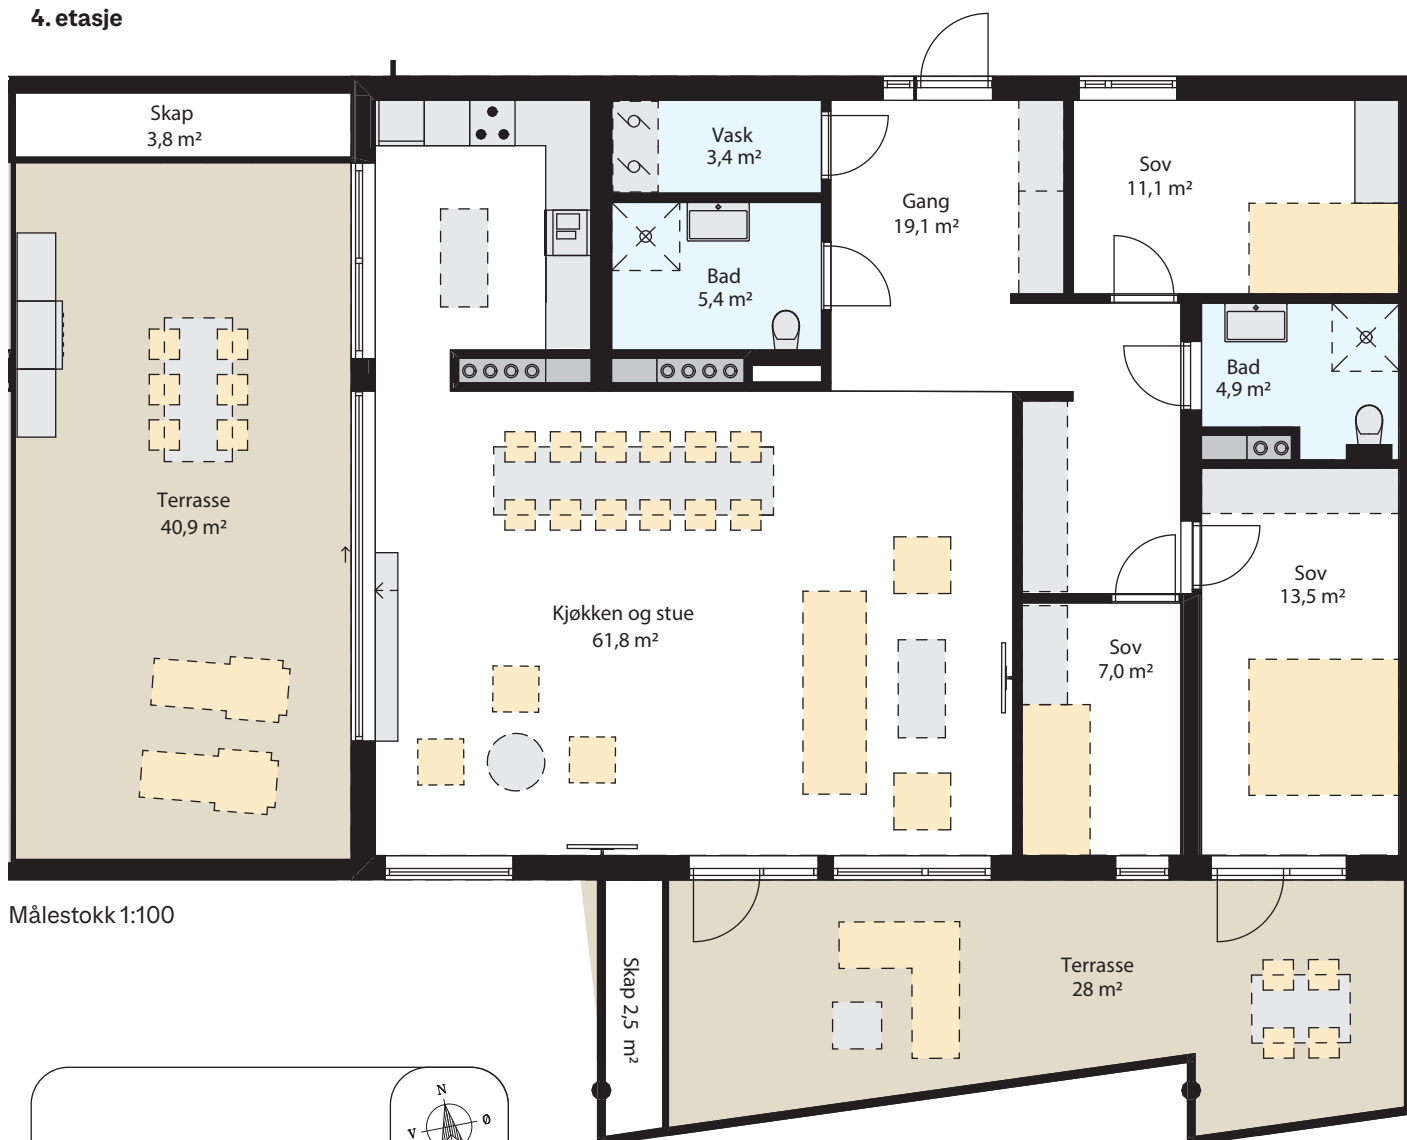 4. etasje
Skap
3,8 m²
Vask
3,4 m²
Gang
19,1 m²
Sov
11,1 m²
Bad
5,4 m²
Bad
4,9 m²
Terrasse
40,9 m²
Kjøkken og stue
61,8 m²
Sov
13,5 m²
Sov
7,0 m²
Målestokk 1:100
Skap 2,5 m²
Terrasse
28 m²
N
V
Ø